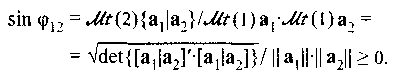 sin φ₁₂ = 𝓜t(2){a₁|a₂}/𝓜t(1) a₁·𝓜t(1) a₂ =
= √det{[a₁|a₂]′·[a₁|a₂]}/ ||a₁||·||a₂|| ≥ 0.